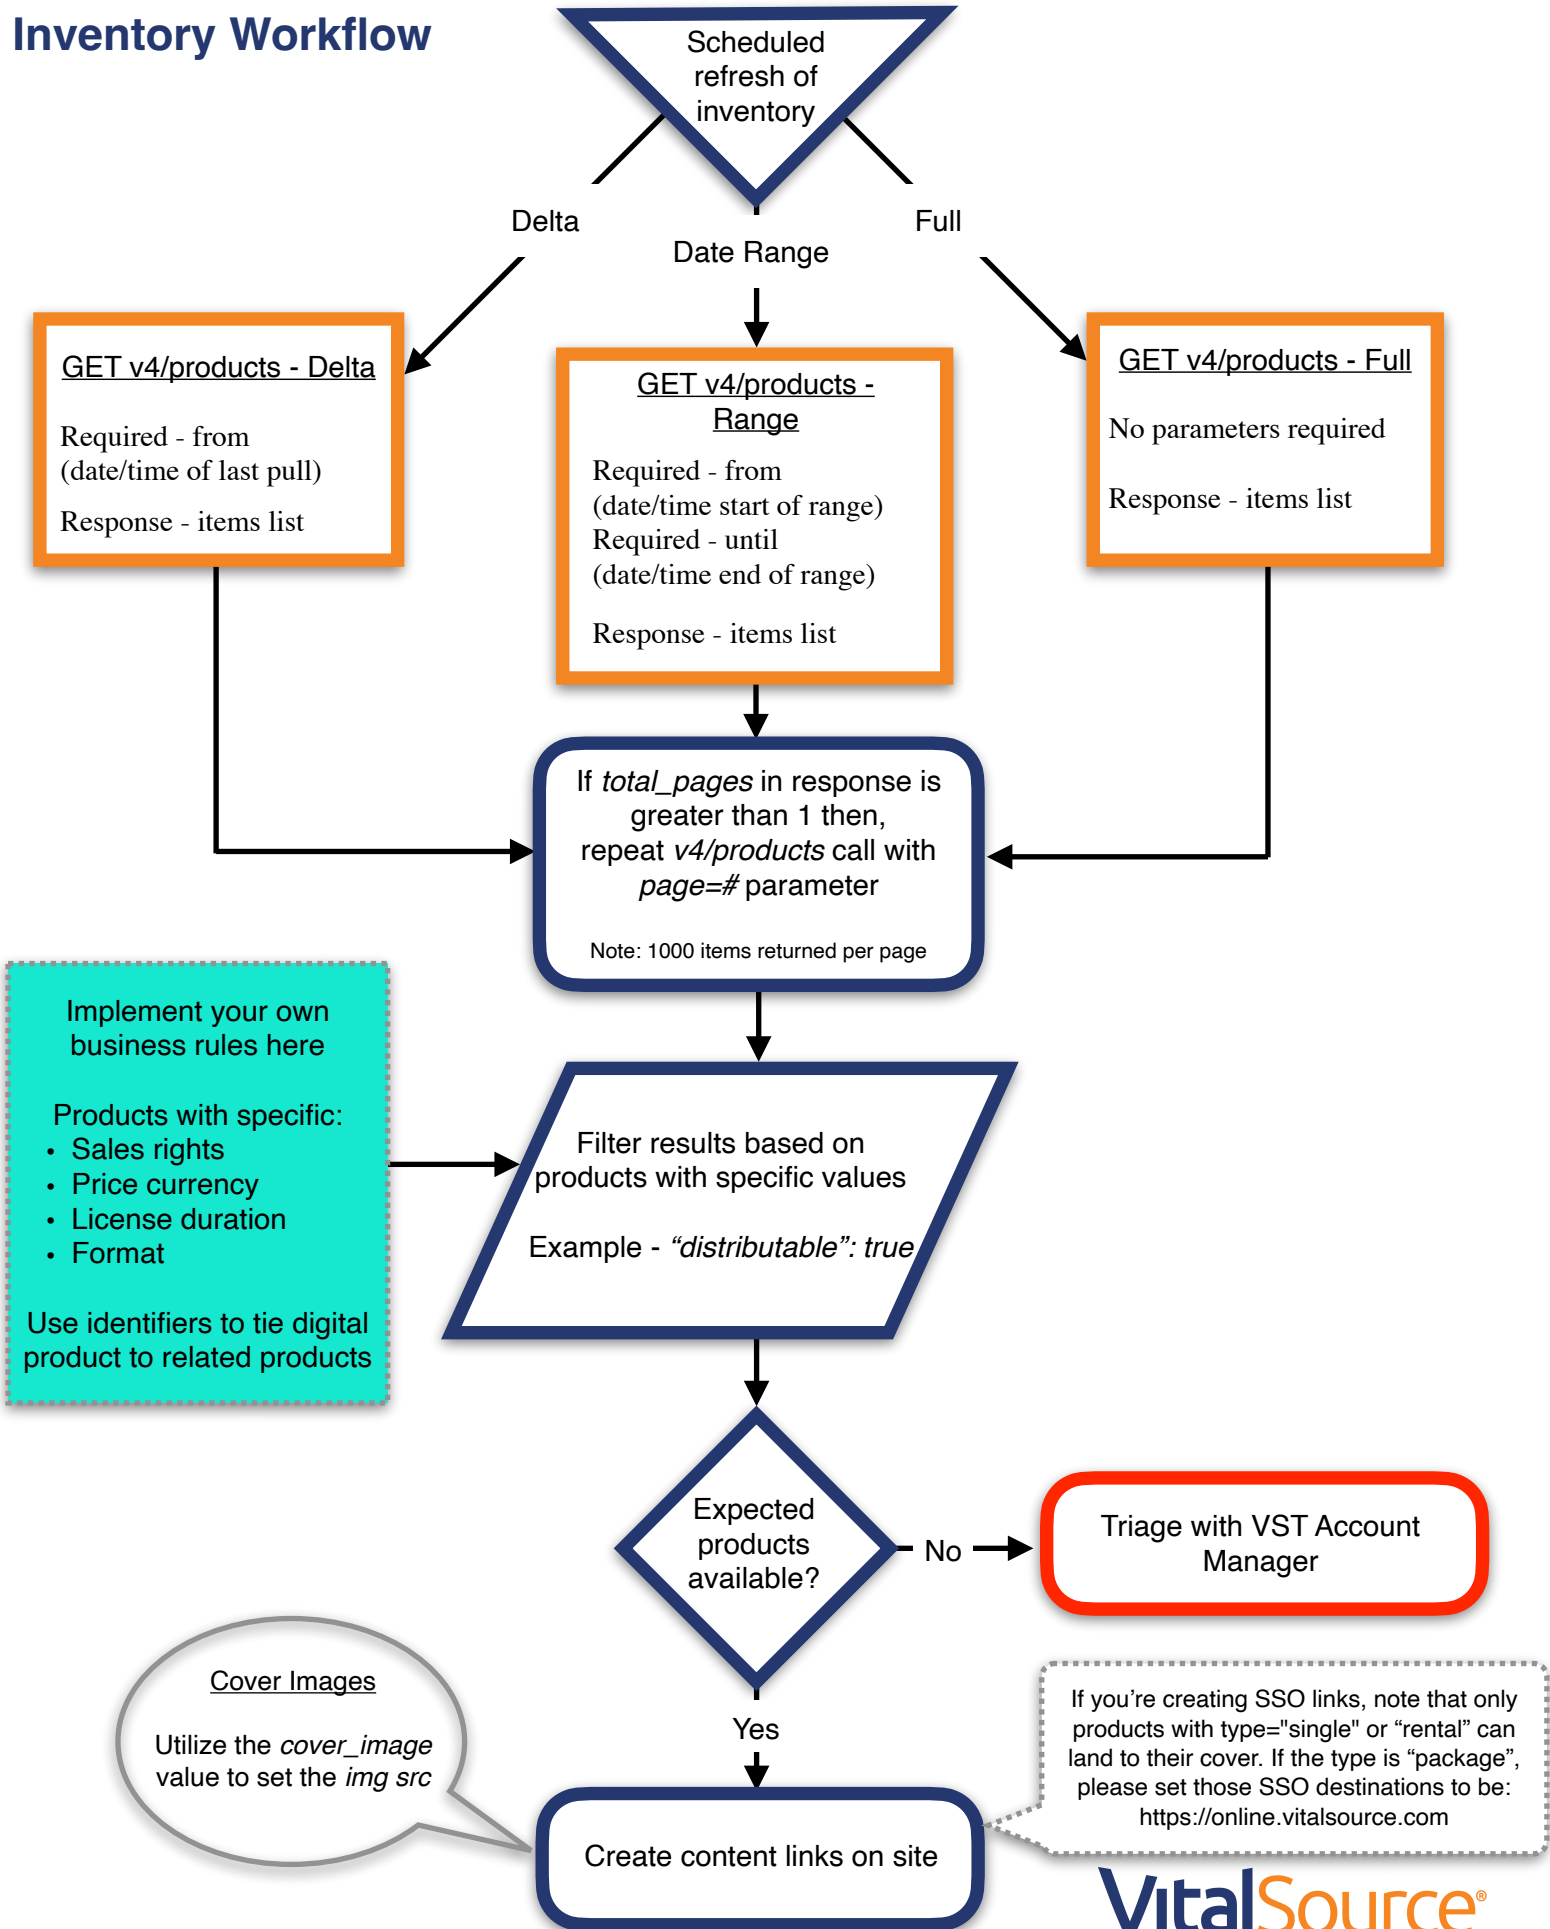 Inventory Workflow
Scheduled
refresh of
inventory
Delta
Date Range
Full
GET v4/products - Delta
Required - from
(date/time of last pull)
Response - items list
GET v4/products -
Range
Required - from
(date/time start of range)
Required - until
(date/time end of range)
Response - items list
GET v4/products - Full
No parameters required
Response - items list
If total_pages in response is
greater than 1 then,
repeat v4/products call with
page=# parameter
Note: 1000 items returned per page
Implement your own
business rules here
Products with specific:
• Sales rights
• Price currency
• License duration
• Format
Use identifiers to tie digital
product to related products
Filter results based on
products with specific values
Example - “distributable”: true
Expected
products
available?
No
Triage with VST Account
Manager
Yes
Cover Images
Utilize the cover_image
value to set the img src
If you’re creating SSO links, note that only
products with type="single" or “rental” can
land to their cover. If the type is “package”,
please set those SSO destinations to be:
https://online.vitalsource.com
Create content links on site
VitalSource®